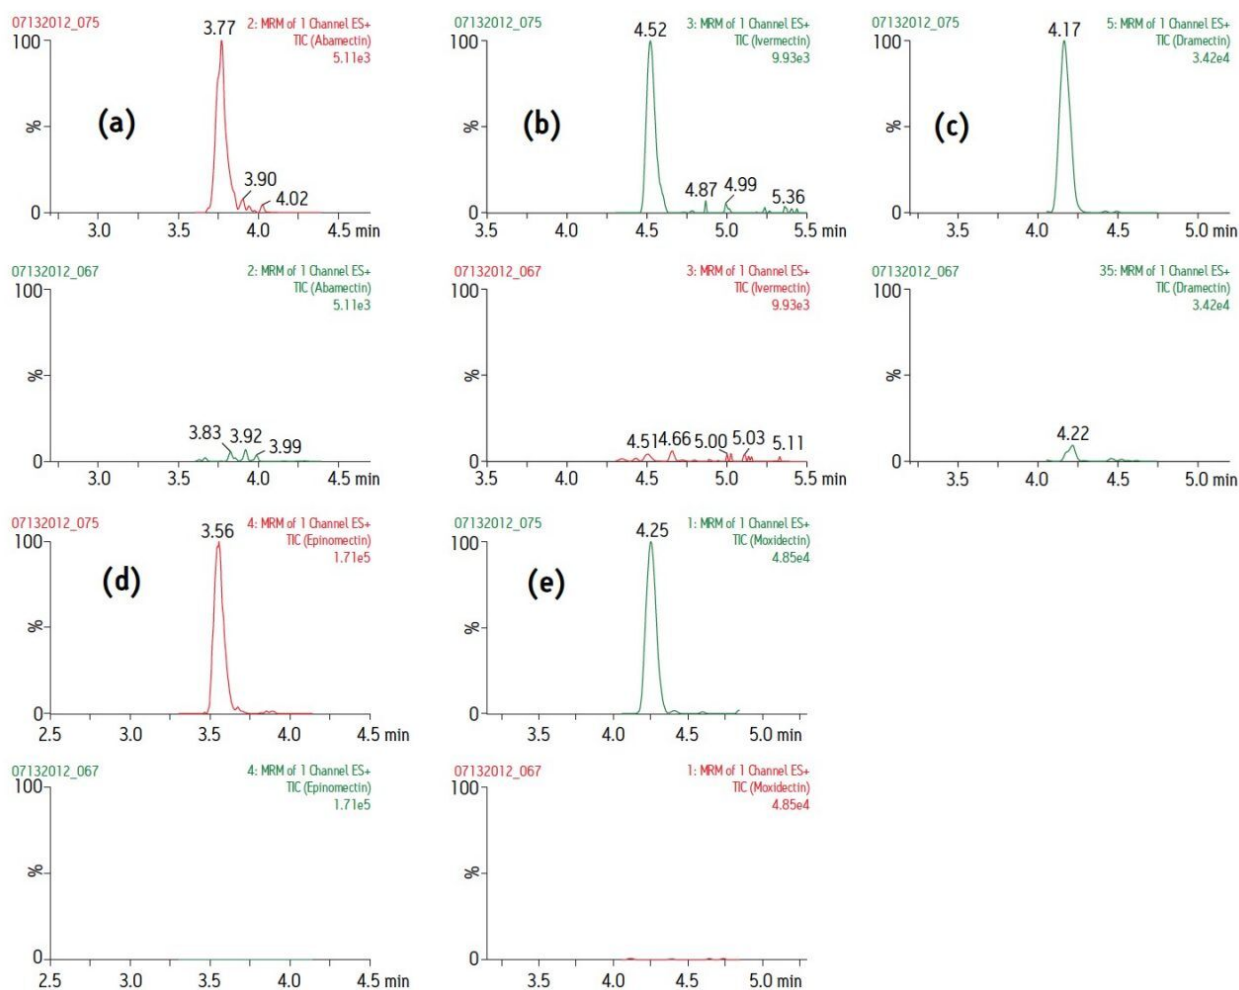 07132012_075
2: MRM of 1 Channel ES+
TIC (Abamectin)
5.11e3
3.77
100
(a)
%
3.90
4.02
0
3.0 3.5 4.0 4.5 min
07132012_075
3: MRM of 1 Channel ES+
TIC (Ivermectin)
9.93e3
4.52
100
(b)
%
4.87 4.99
5.36
0
3.5 4.0 4.5 5.0 5.5 min
07132012_075
5: MRM of 1 Channel ES+
TIC (Dramectin)
3.42e4
4.17
100
(c)
%
0
3.5 4.0 4.5 5.0 min
07132012_067
2: MRM of 1 Channel ES+
TIC (Abamectin)
5.11e3
100
%
3.83 3.92
3.99
0
3.0 3.5 4.0 4.5 min
07132012_067
3: MRM of 1 Channel ES+
TIC (Ivermectin)
9.93e3
100
%
4.51 4.66 5.00 5.03 5.11
0
3.5 4.0 4.5 5.0 5.5 min
07132012_067
35: MRM of 1 Channel ES+
TIC (Dramectin)
3.42e4
100
%
4.22
0
3.5 4.0 4.5 5.0 min
07132012_075
4: MRM of 1 Channel ES+
TIC (Epinomectin)
1.71e5
3.56
100
(d)
%
0
2.5 3.0 3.5 4.0 4.5 min
07132012_075
1: MRM of 1 Channel ES+
TIC (Moxidectin)
4.85e4
4.25
100
(e)
%
0
3.5 4.0 4.5 5.0 min
07132012_067
4: MRM of 1 Channel ES+
TIC (Epinomectin)
1.71e5
100
%
0
2.5 3.0 3.5 4.0 4.5 min
07132012_067
1: MRM of 1 Channel ES+
TIC (Moxidectin)
4.85e4
100
%
0
3.5 4.0 4.5 5.0 min